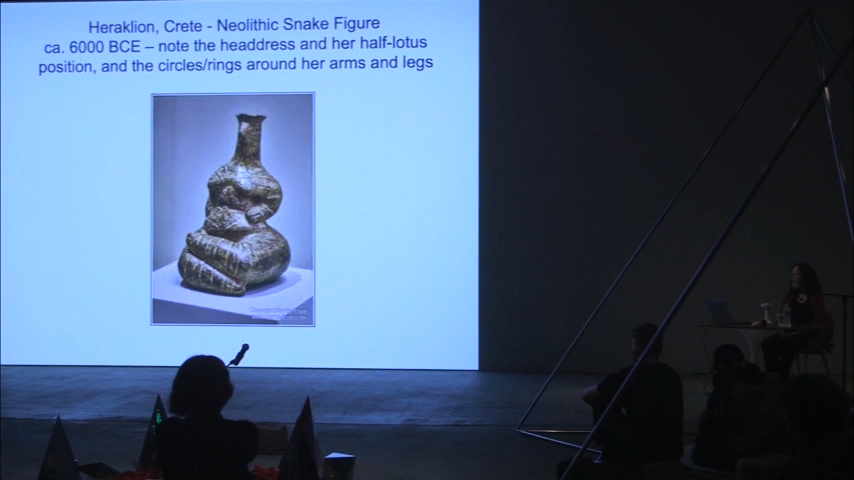 Heraklion, Crete - Neolithic Snake Figure
ca. 6000 BCE – note the headdress and her half-lotus
position, and the circles/rings around her arms and legs